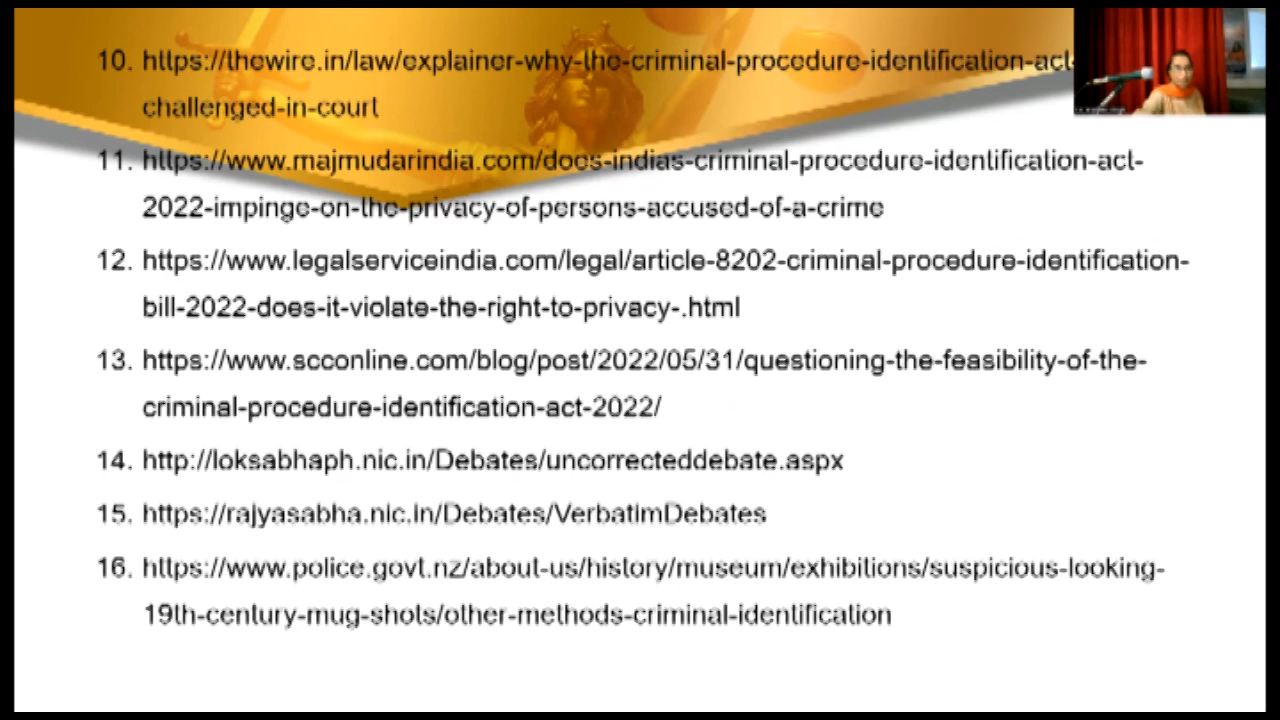 10. https://thewire.in/law/explainer-why-the-criminal-procedure-identification-act-
challenged-in-court
11. https://www.majmudarindia.com/does-indias-criminal-procedure-identification-act-
2022-impinge-on-the-privacy-of-persons-accused-of-a-crime
12. https://www.legalserviceindia.com/legal/article-8202-criminal-procedure-identification-
bill-2022-does-it-violate-the-right-to-privacy-.html
13. https://www.scconline.com/blog/post/2022/05/31/questioning-the-feasibility-of-the-
criminal-procedure-identification-act-2022/
14. http://loksabhaph.nic.in/Debates/uncorrecteddebate.aspx
15. https://rajyasabha.nic.in/Debates/VerbatimDebates
16. https://www.police.govt.nz/about-us/history/museum/exhibitions/suspicious-looking-
19th-century-mug-shots/other-methods-criminal-identification